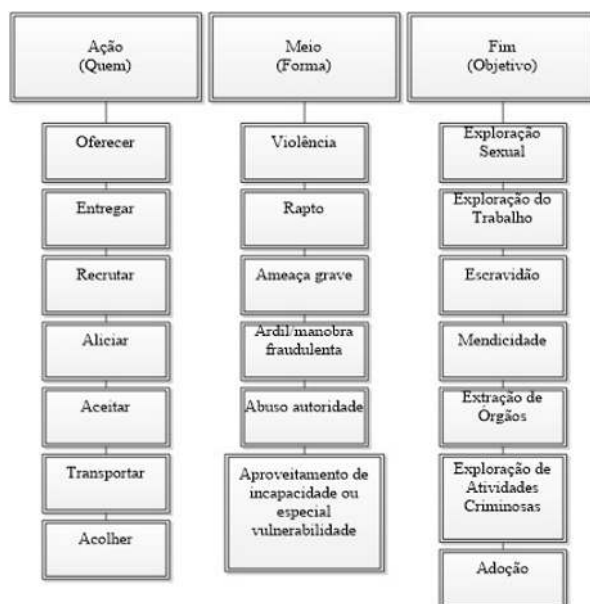 Ação
(Quem)
Oferecer
Entregar
Recrutar
Aliciar
Aceitar
Transportar
Acolher
Meio
(Forma)
Violência
Rapto
Ameaça grave
Ardil/manobra
fraudulenta
Abuso autoridade
Aproveitamento de
incapacidade ou
especial
vulnerabilidade
Fim
(Objetivo)
Exploração
Sexual
Exploração do
Trabalho
Escravidão
Mendicidade
Extração de
Órgãos
Exploração de
Atividades
Criminosas
Adoção